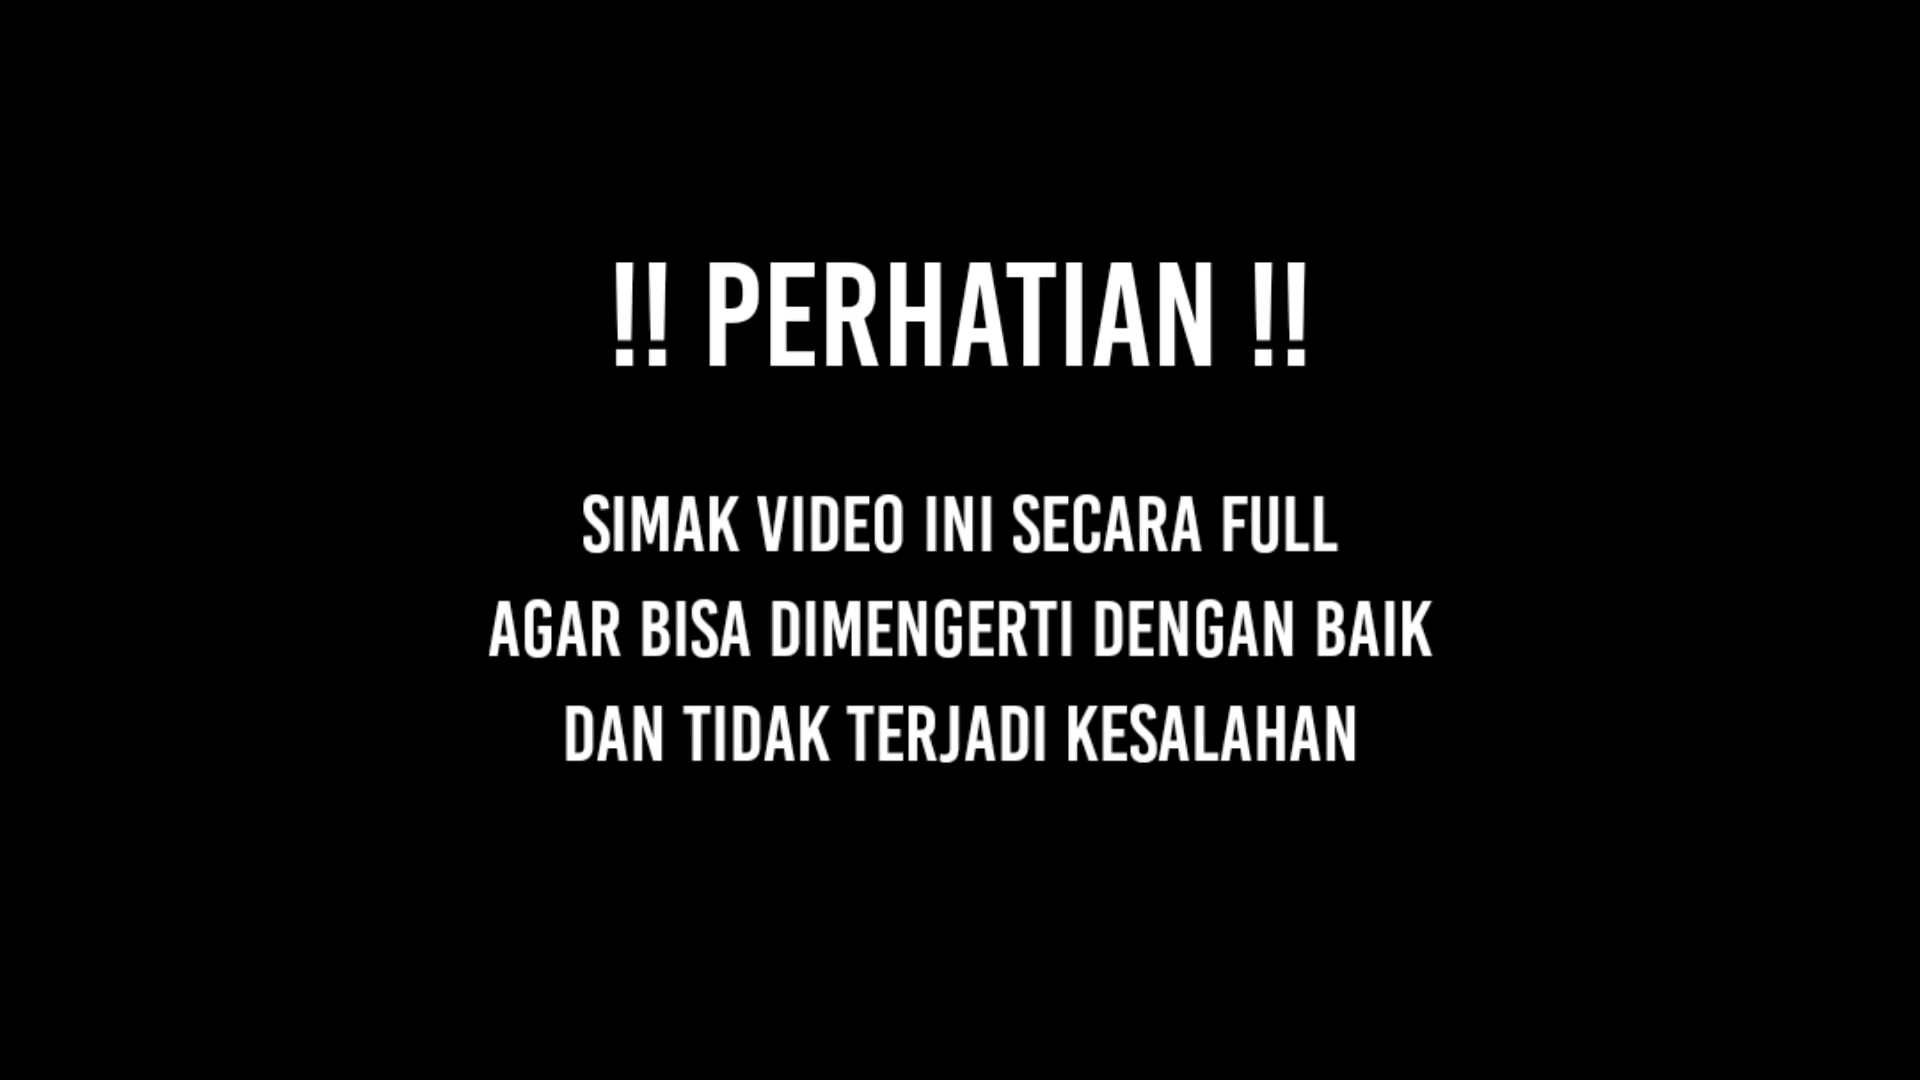 !! PERHATIAN !!
SIMAK VIDEO INI SECARA FULL
AGAR BISA DIMENGERTI DENGAN BAIK
DAN TIDAK TERJADI KESALAHAN